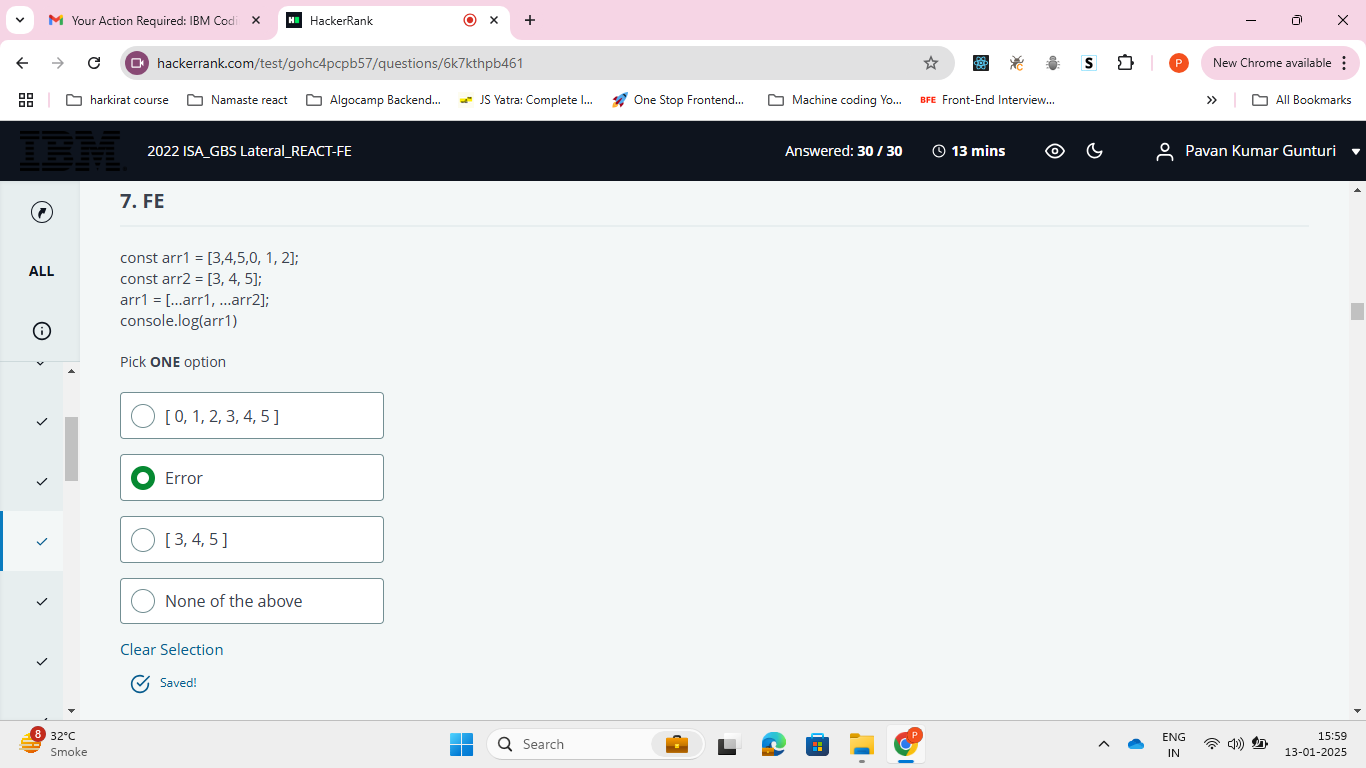 Your Action Required: IBM Codi
HackerRank
hackerrank.com/test/gohc4pcpb57/questions/6k7kthpb461
S
P
New Chrome available
harkirat course
Namaste react
Algocamp Backend...
JS Yatra: Complete I...
One Stop Frontend...
Machine coding Yo...
BFE
Front-End Interview...
»
All Bookmarks
IBM
2022 ISA_GBS Lateral_REACT-FE
Answered: 30 / 30
13 mins
Pavan Kumar Gunturi
ALL
7. FE
const arr1 = [3,4,5,0, 1, 2];
const arr2 = [3, 4, 5];
arr1 = [...arr1, ...arr2];
console.log(arr1)
Pick ONE option
[ 0, 1, 2, 3, 4, 5 ]
Error
[ 3, 4, 5 ]
None of the above
Clear Selection
Saved!
8
32°C
Smoke
Search
P
ENG
IN
15:59
13-01-2025